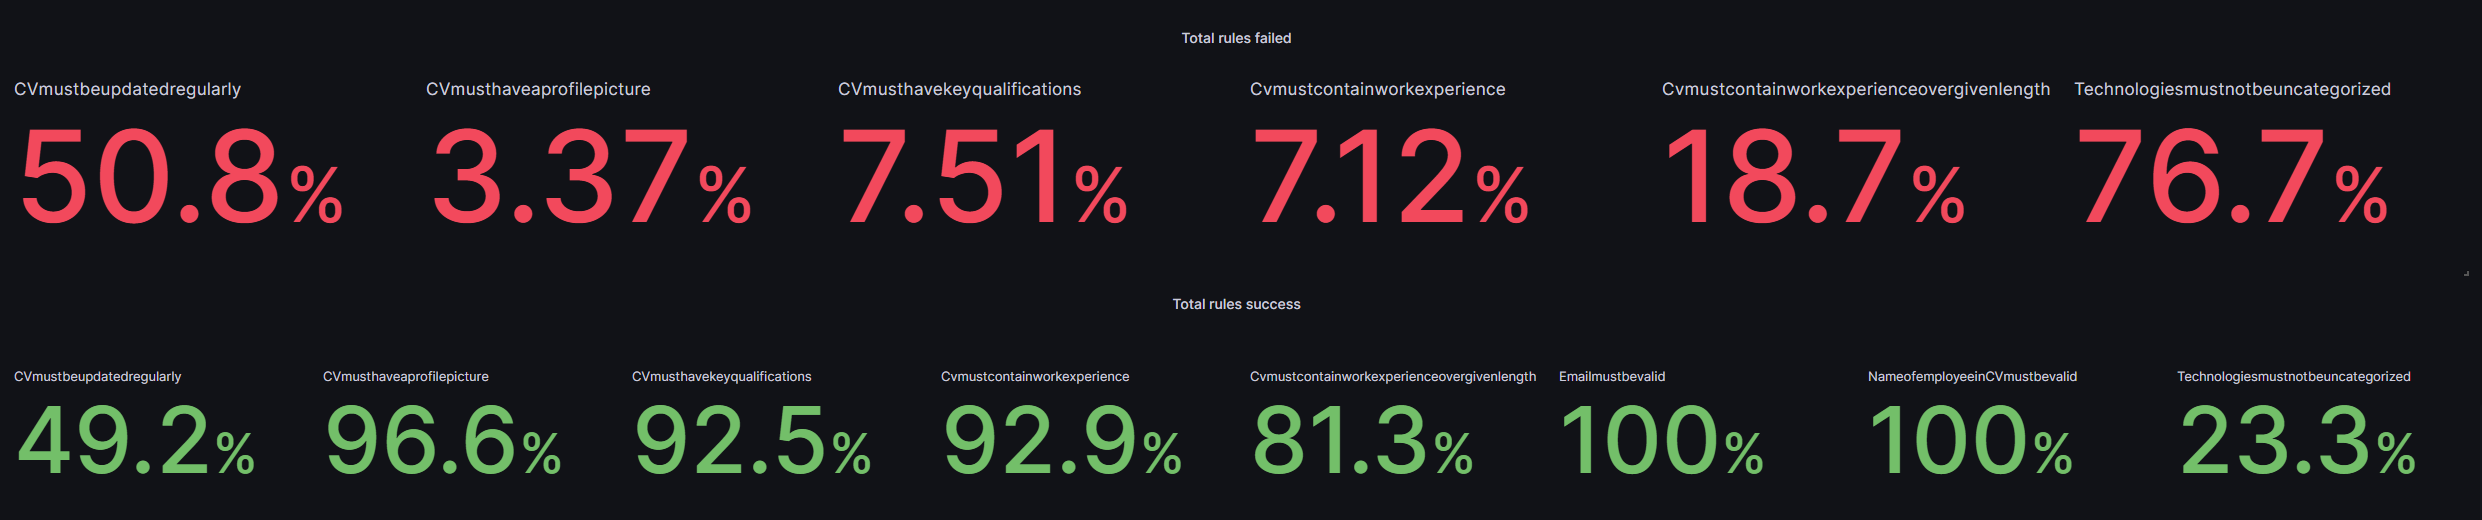 Total rules failed
CVmustbeupdatedregularly CVmusthaveaprofilepicture CVmusthavekeyqualifications Cvmustcontainworkexperience Cvmustcontainworkexperienceovergivenlength Technologiesmustnotbeuncategorized
50.8% 3.37% 7.51% 7.12% 18.7% 76.7%
Total rules success
CVmustbeupdatedregularly CVmusthaveaprofilepicture CVmusthavekeyqualifications Cvmustcontainworkexperience Cvmustcontainworkexperienceovergivenlength Emailmustbevalid NameofemployeeinCVmustbevalid Technologiesmustnotbeuncategorized
49.2% 96.6% 92.5% 92.9% 81.3% 100% 100% 23.3%